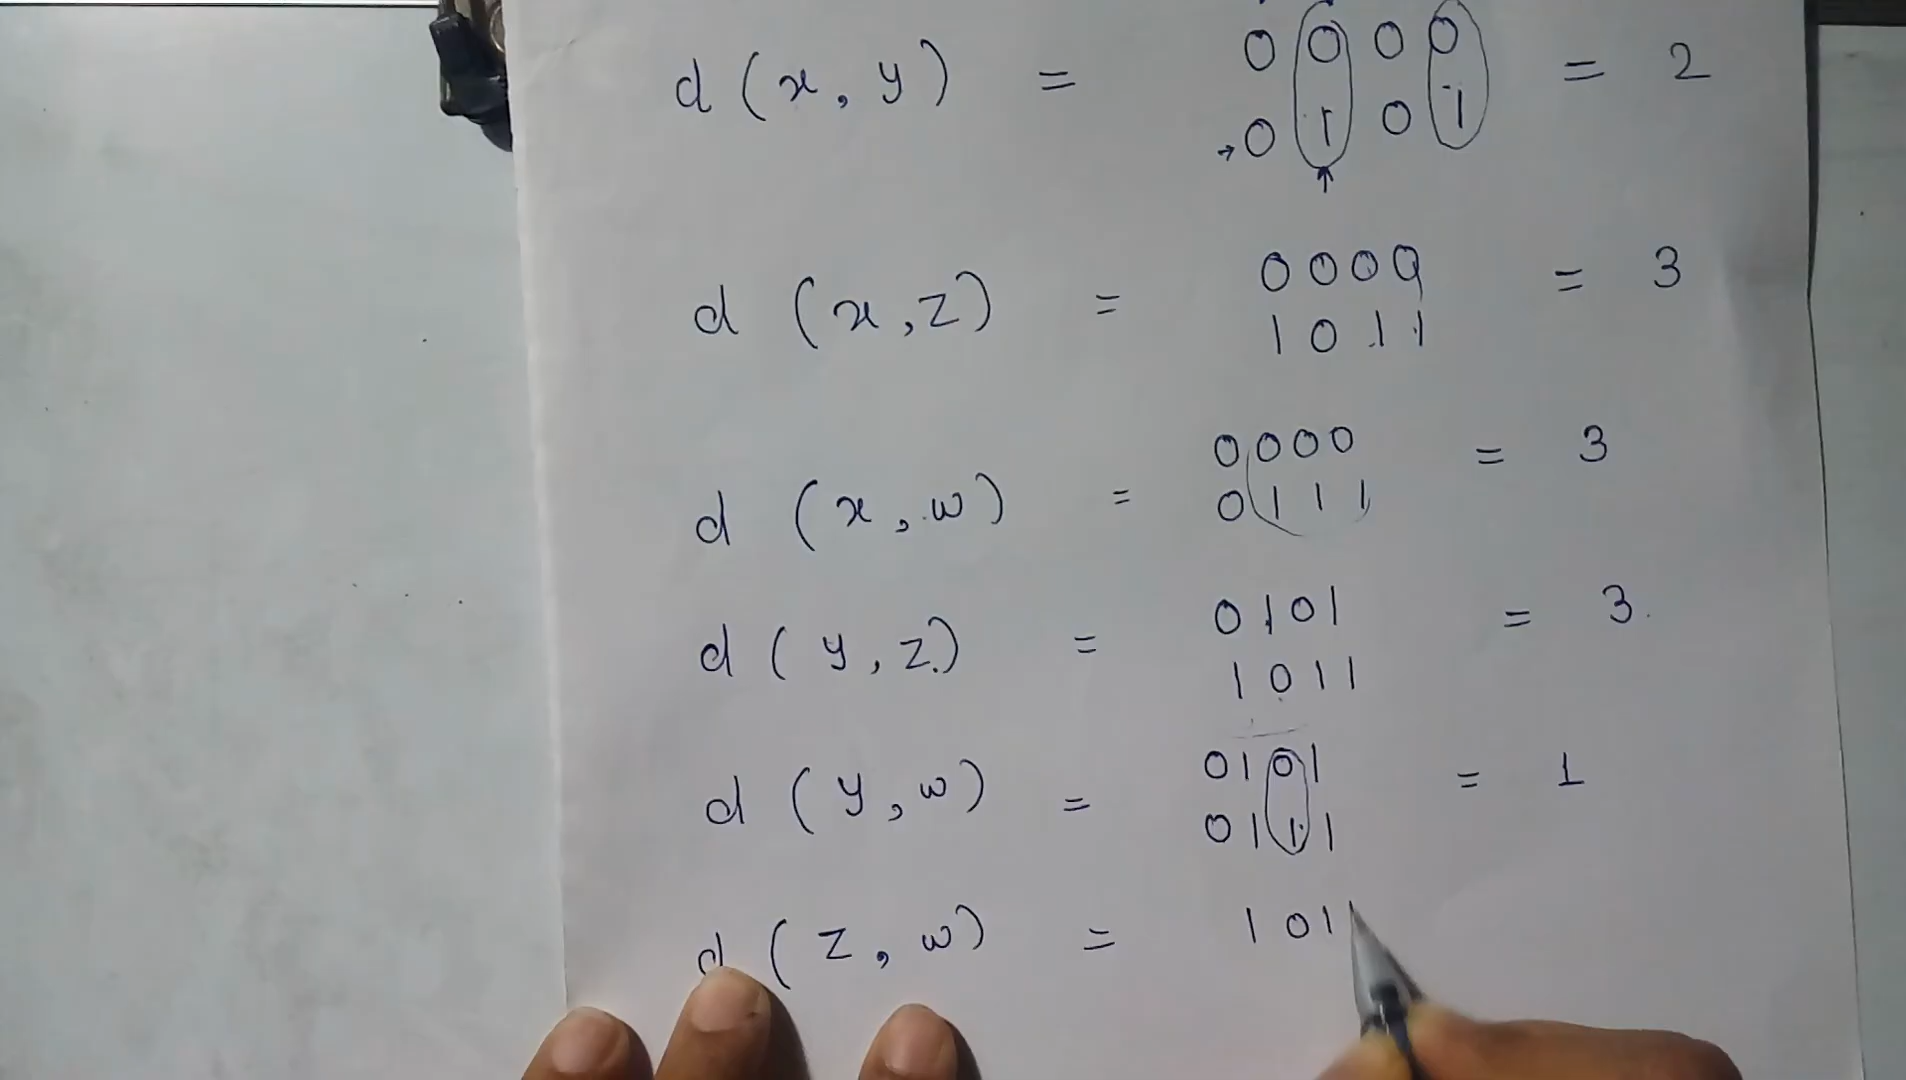 d (x, y) = 0 0 0 0 = 2
→ 0 1 0 1
↑
d (x, z) = 0 0 0 0 = 3
1 0 1 1
d (x, w) = 0 0 0 0 = 3
0 1 1 1
d (y, z) = 0 1 0 1 = 3.
1 0 1 1
d (y, w) = 0 1 0 1 = 1
0 1 1 1
d (z, w) = 1 0 1 1